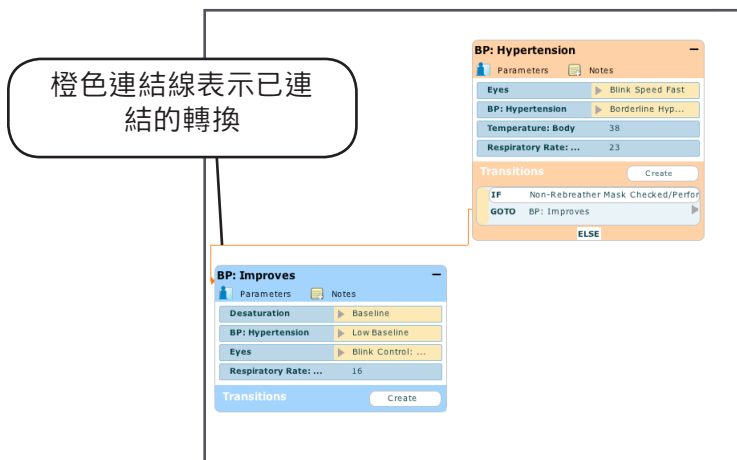 橙色連結線表示已連
結的轉換
BP: Hypertension
Parameters Notes
Eyes Blink Speed Fast
BP: Hypertension Borderline Hyp...
Temperature: Body 38
Respiratory Rate: ... 23
Transitions Create
IF Non-Rebreather Mask Checked/Perfor
GOTO BP: Improves
ELSE
BP: Improves
Parameters Notes
Desaturation Baseline
BP: Hypertension Low Baseline
Eyes Blink Control: ...
Respiratory Rate: ... 16
Transitions Create